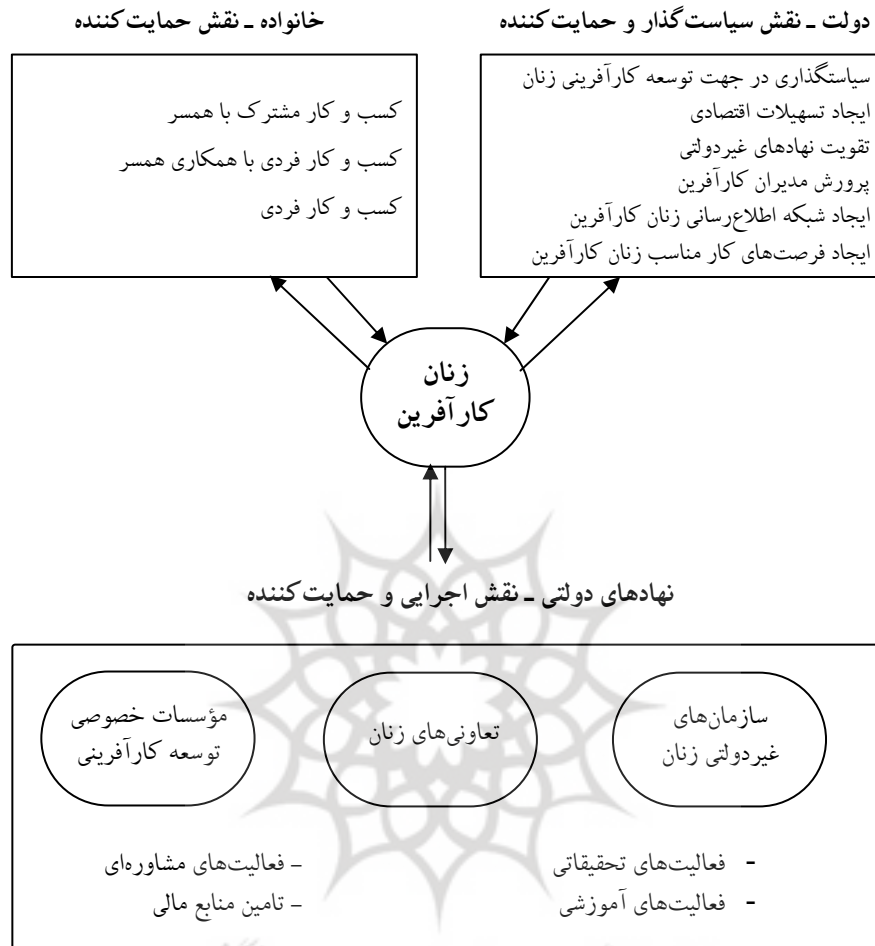 دولت ـ نقش سیاست‌گذار و حمایت‌کننده
سیاستگذاری در جهت توسعه کارآفرینی زنان
ایجاد تسهیلات اقتصادی
تقویت نهادهای غیردولتی
پرورش مدیران کارآفرین
ایجاد شبکه اطلاع‌رسانی زنان کارآفرین
ایجاد فرصت‌های کار مناسب زنان کارآفرین
خانواده ـ نقش حمایت‌کننده
کسب و کار مشترک با همسر
کسب و کار فردی با همکاری همسر
کسب و کار فردی
زنان
کارآفرین
نهادهای دولتی ـ نقش اجرایی و حمایت‌کننده
سازمان‌های
غیردولتی زنان
تعاونی‌های زنان
مؤسسات خصوصی
توسعه کارآفرینی
- فعالیت‌های تحقیقاتی
- فعالیت‌های آموزشی
– فعالیت‌های مشاوره‌ای
– تامین منابع مالی